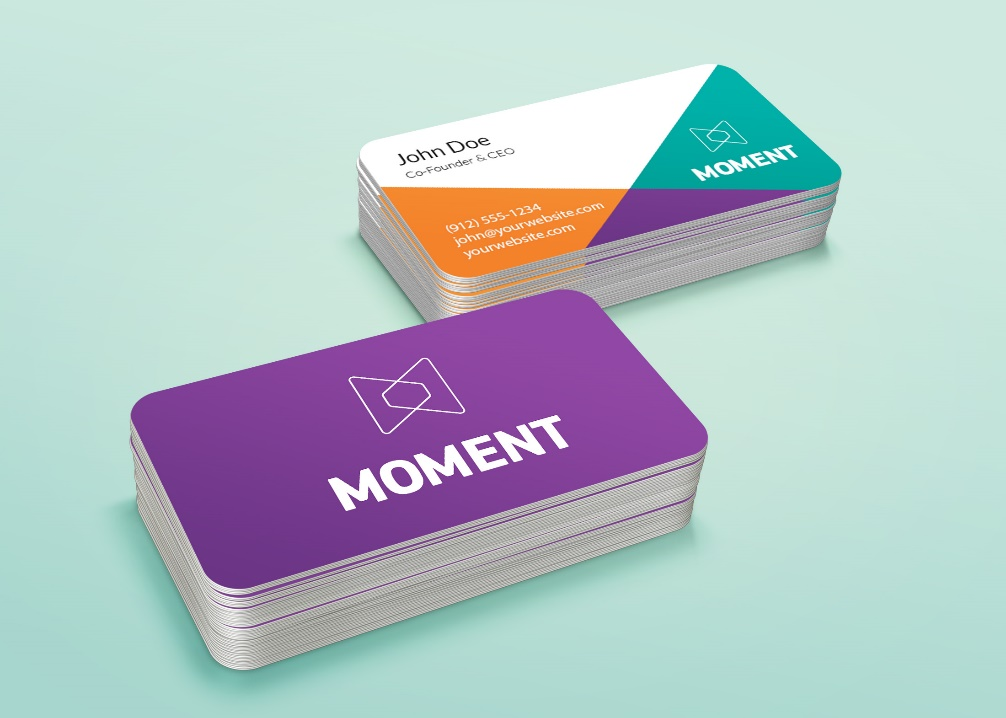 John Doe
Co-Founder & CEO
(912) 555-1234
john@yourwebsite.com
yourwebsite.com
MOMENT
MOMENT